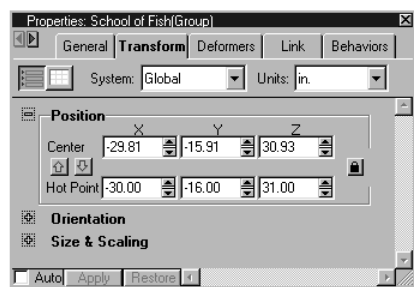 Properties: School of Fish(Group)
General Transform Deformers Link Behaviors
System: Global Units: in.
Position
X Y Z
Center -29.81 -15.91 30.93
Hot Point -30.00 -16.00 31.00
Orientation
Size & Scaling
Auto Apply Restore